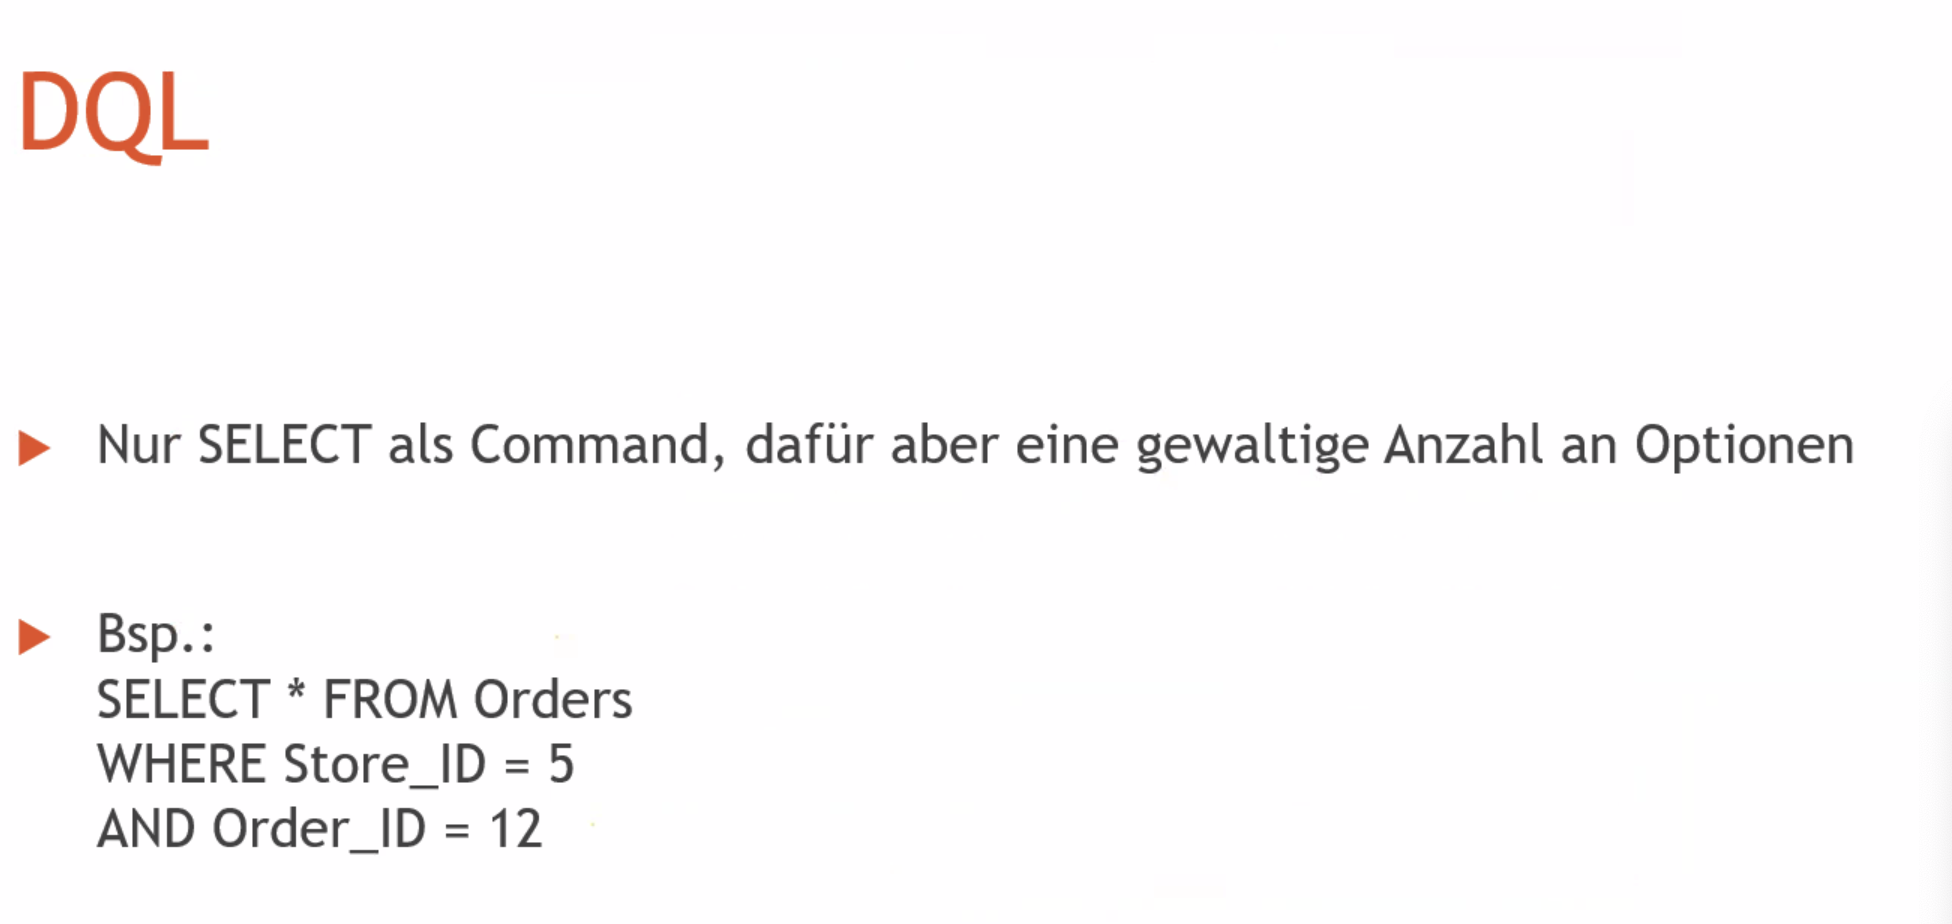 DQL
Nur SELECT als Command, dafür aber eine gewaltige Anzahl an Optionen
Bsp.:
SELECT * FROM Orders
WHERE Store_ID = 5
AND Order_ID = 12